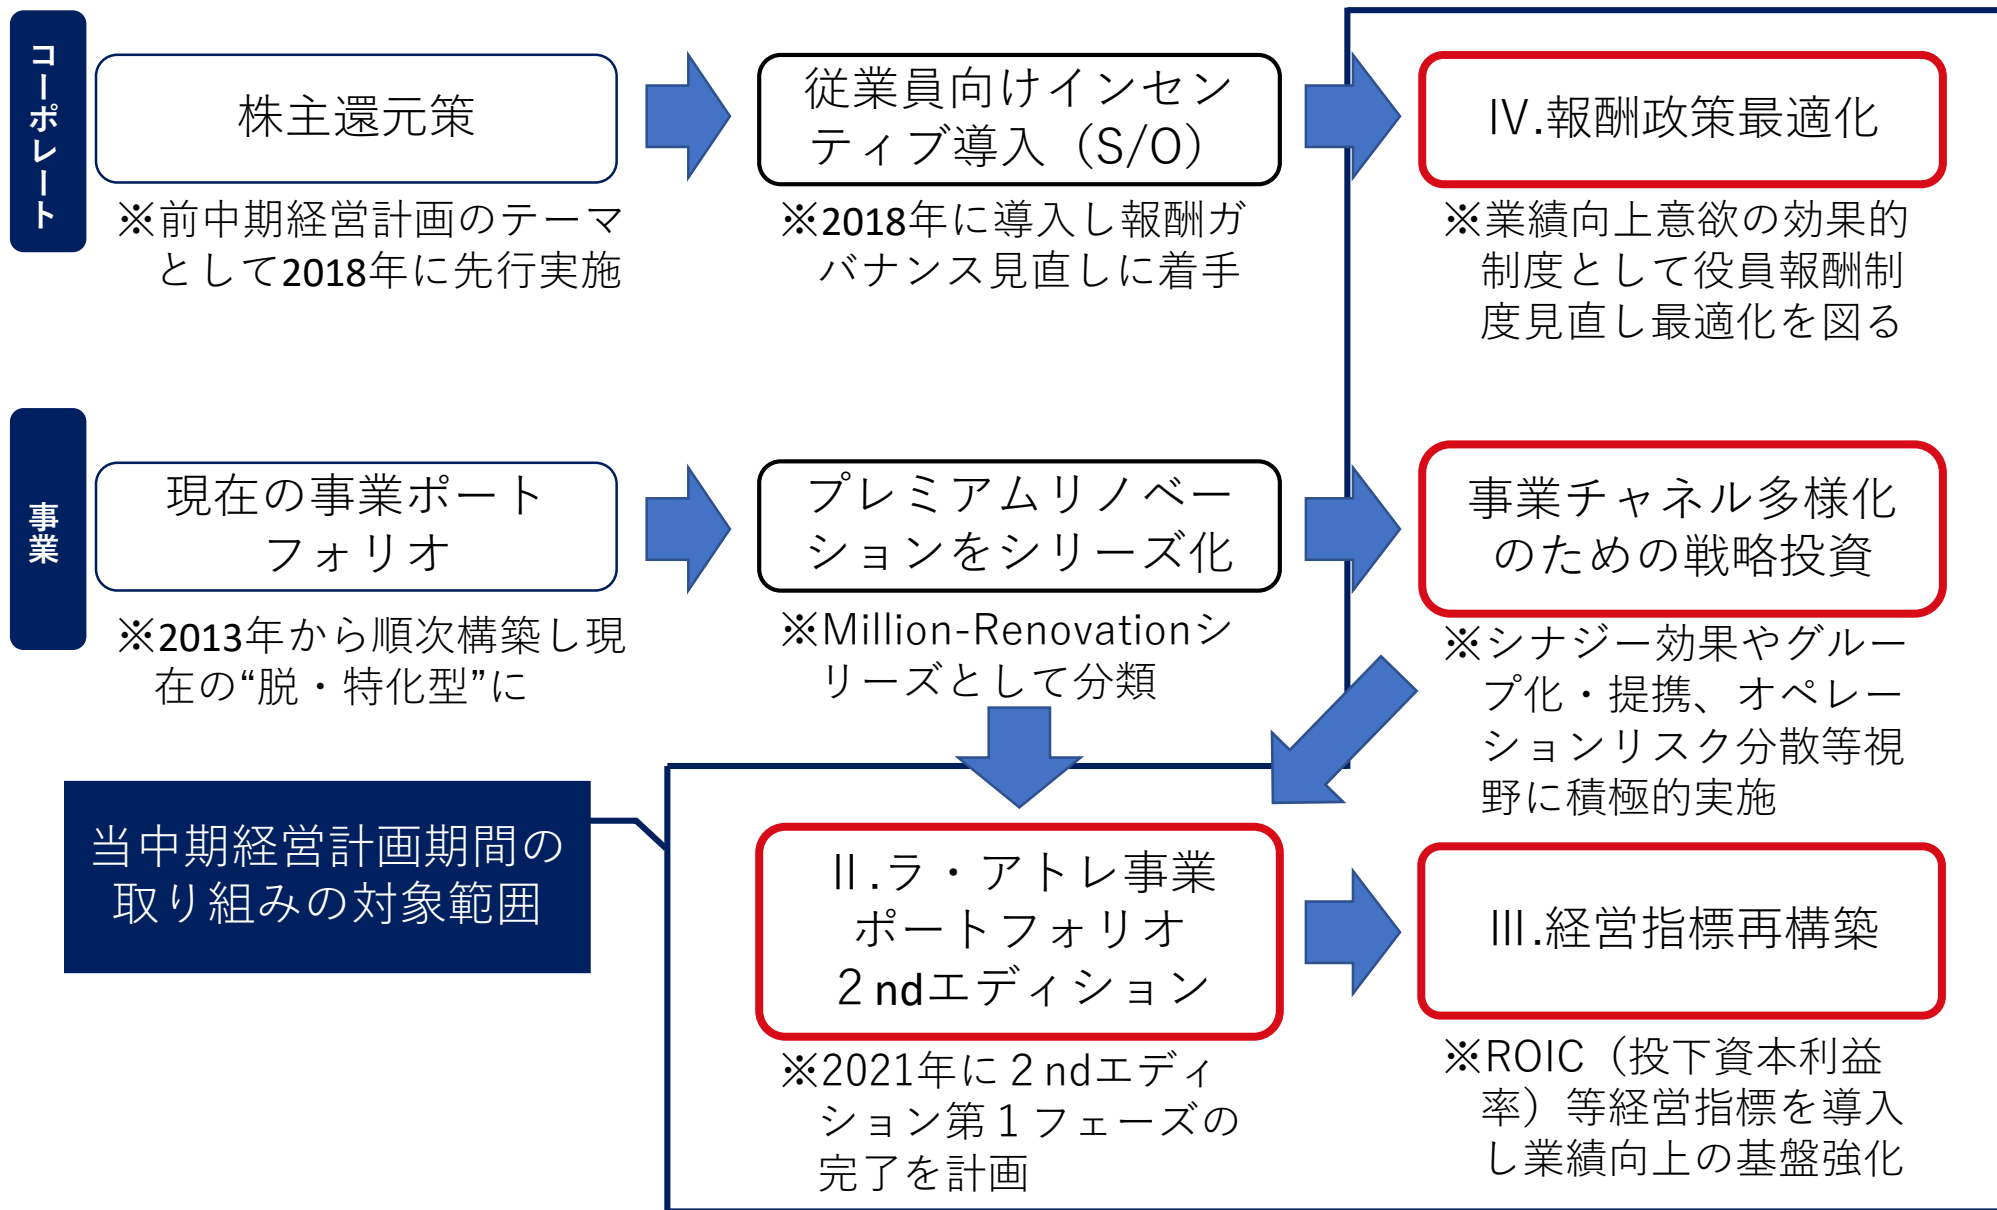 コーポレート
株主還元策
※前中期経営計画のテーマ
として2018年に先行実施
従業員向けインセン
ティブ導入（S/O）
※2018年に導入し報酬ガ
バナンス見直しに着手
Ⅳ.報酬政策最適化
※業績向上意欲の効果的
制度として役員報酬制
度見直し最適化を図る
事業
現在の事業ポート
フォリオ
※2013年から順次構築し現
在の“脱・特化型”に
プレミアムリノベー
ションをシリーズ化
※Million-Renovationシ
リーズとして分類
事業チャネル多様化
のための戦略投資
※シナジー効果やグルー
プ化・提携、オペレー
ションリスク分散等視
野に積極的実施
当中期経営計画期間の
取り組みの対象範囲
Ⅱ.ラ・アトレ事業
ポートフォリオ
２ndエディション
※2021年に２ndエディ
ション第１フェーズの
完了を計画
Ⅲ.経営指標再構築
※ROIC（投下資本利益
率）等経営指標を導入
し業績向上の基盤強化